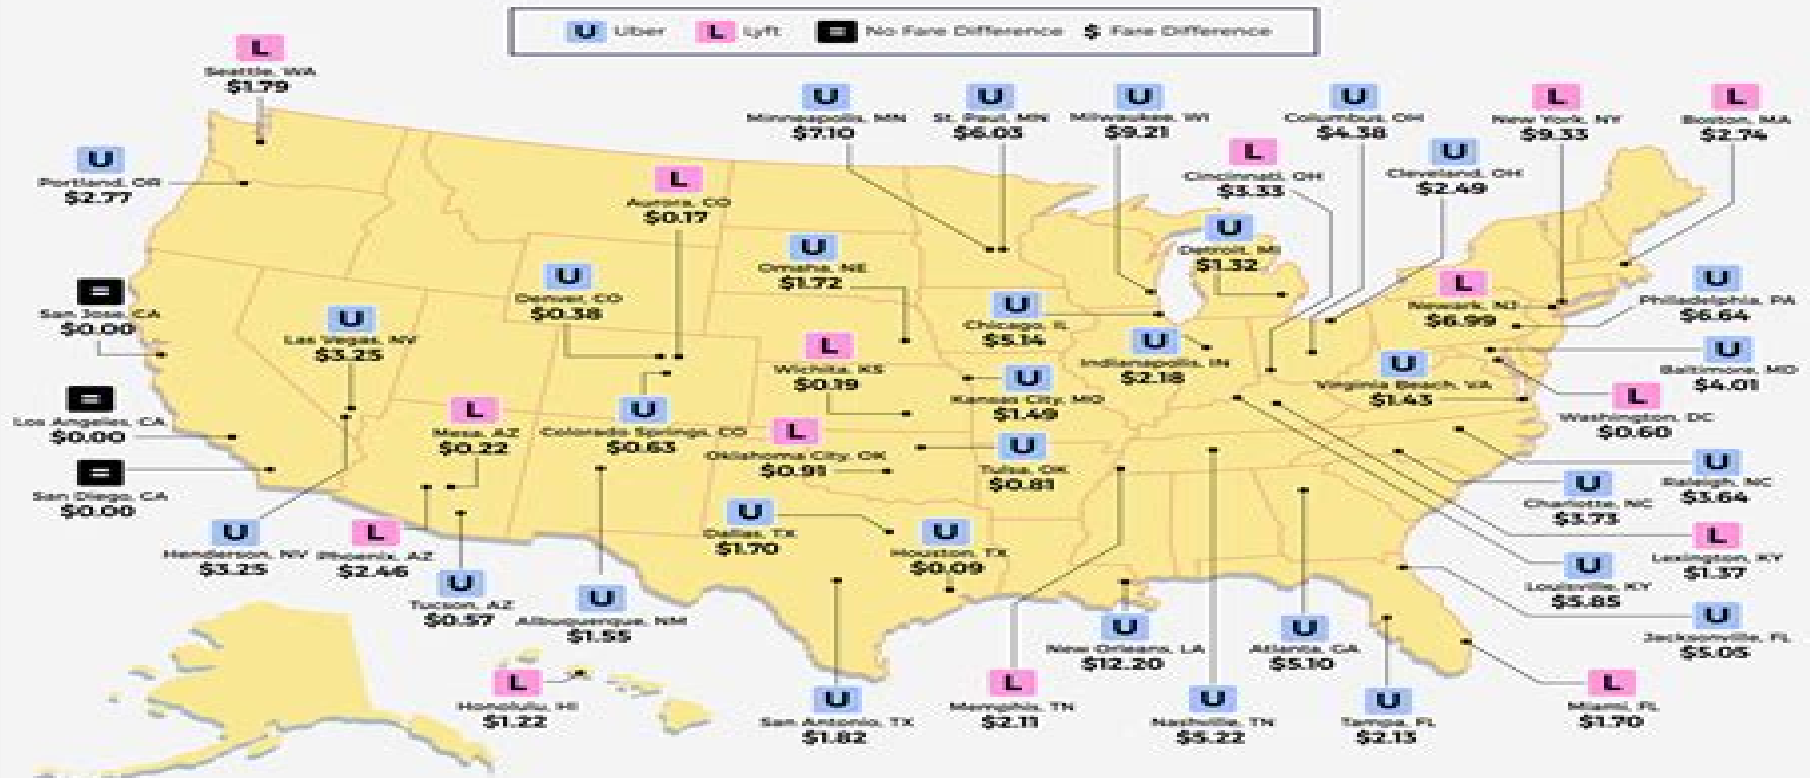 U Uber L Lyft = No Fare Difference $ Fare Difference
L
Seattle, WA
$1.79
U
Portland, OR
$2.77
=
San Jose, CA
$0.00
=
Los Angeles, CA
$0.00
=
San Diego, CA
$0.00
U
Las Vegas, NV
$3.25
U
Henderson, NV
$3.25
L
Phoenix, AZ
$2.46
L
Mesa, AZ
$0.22
U
Tucson, AZ
$0.57
U
Albuquerque, NM
$1.55
L
Aurora, CO
$0.17
U
Denver, CO
$0.38
U
Colorado Springs, CO
$0.63
U
Omaha, NE
$1.72
L
Wichita, KS
$0.19
L
Oklahoma City, OK
$0.91
U
Tulsa, OK
$0.81
U
Kansas City, MO
$1.49
U
Dallas, TX
$1.70
U
Houston, TX
$0.09
U
San Antonio, TX
$1.82
L
Honolulu, HI
$1.22
U
Minneapolis, MN
$7.10
U
St. Paul, MN
$6.03
U
Milwaukee, WI
$9.21
U
Chicago, IL
$5.14
U
Indianapolis, IN
$2.18
U
Detroit, MI
$1.32
L
Cincinnati, OH
$3.33
U
Columbus, OH
$4.38
U
Cleveland, OH
$2.49
L
New York, NY
$9.33
L
Boston, MA
$2.74
L
Newark, NJ
$6.99
U
Philadelphia, PA
$6.64
U
Baltimore, MD
$4.01
L
Washington, DC
$0.60
U
Virginia Beach, VA
$1.43
U
Raleigh, NC
$3.64
U
Charlotte, NC
$3.73
L
Lexington, KY
$1.37
U
Louisville, KY
$5.85
U
Jacksonville, FL
$5.05
L
Miami, FL
$1.70
U
Tampa, FL
$2.13
U
Atlanta, GA
$5.10
U
Nashville, TN
$5.22
U
New Orleans, LA
$12.20
L
Memphis, TN
$2.11